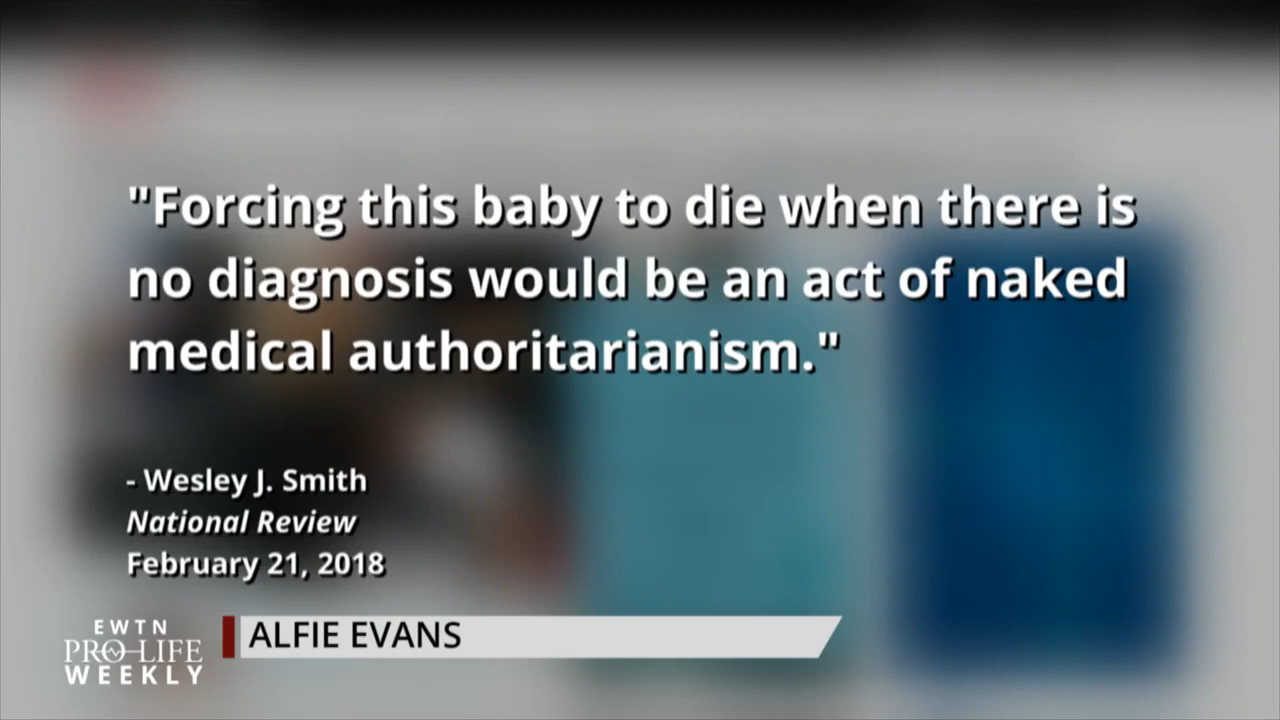 "Forcing this baby to die when there is
no diagnosis would be an act of naked
medical authoritarianism."
- Wesley J. Smith
National Review
February 21, 2018
EWTN
PRO-LIFE
WEEKLY
ALFIE EVANS